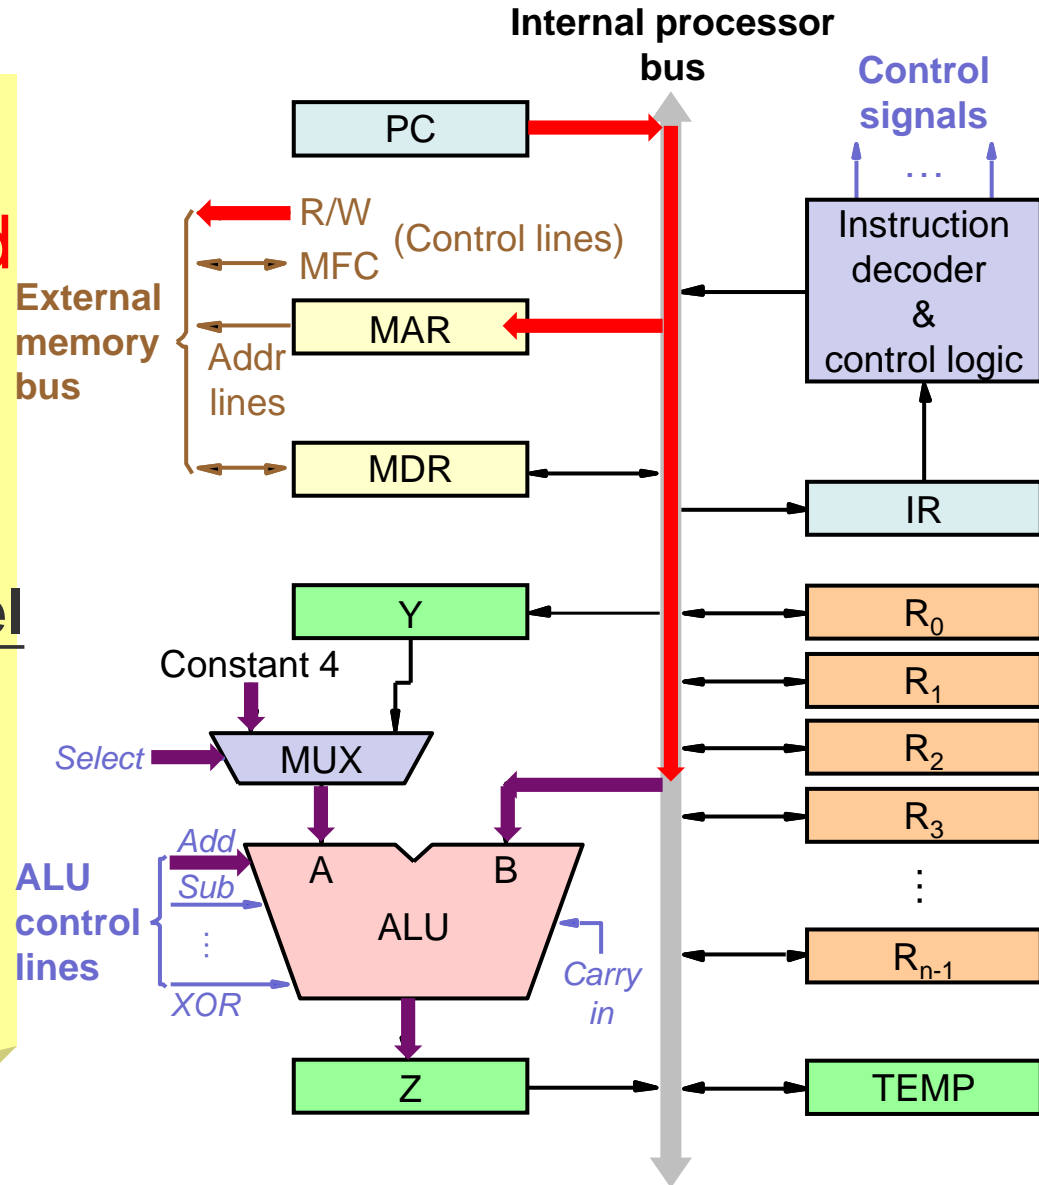 Internal processor
bus
Control
signals
...
PC
d
R/W
(Control lines)
MFC
External
memory
bus
MAR
Addr
lines
MDR
Instruction
decoder
&
control logic
IR
el
Y
Constant 4
Select
MUX
R0
R1
R2
R3
⋮
Rn-1
ALU
control
lines
Add
Sub
⋮
XOR
A
B
ALU
Carry
in
Z
TEMP